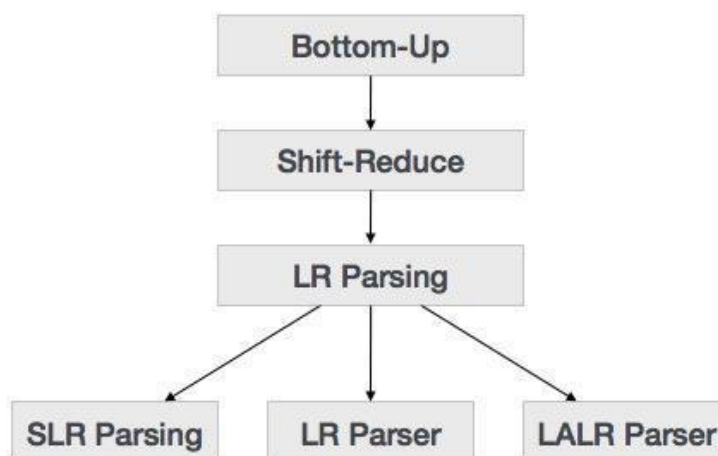 Bottom-Up
Shift-Reduce
LR Parsing
SLR Parsing
LR Parser
LALR Parser